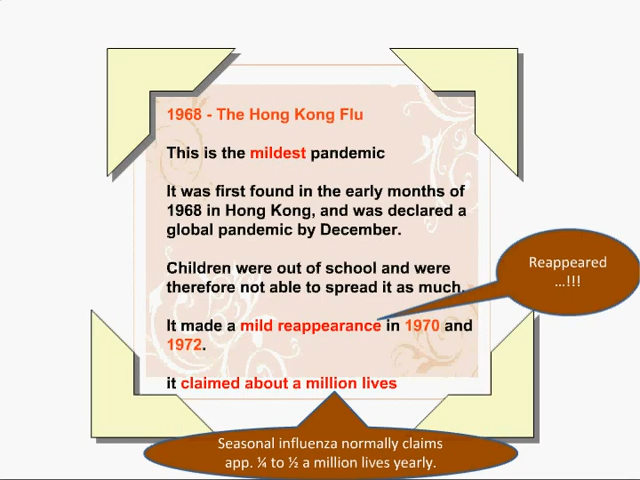 1968 - The Hong Kong Flu
This is the mildest pandemic
It was first found in the early months of
1968 in Hong Kong, and was declared a
global pandemic by December.
Children were out of school and were
therefore not able to spread it as much.
It made a mild reappearance in 1970 and
1972.
it claimed about a million lives
Reappeared
...!!!
Seasonal influenza normally claims
app. ¼ to ½ a million lives yearly.